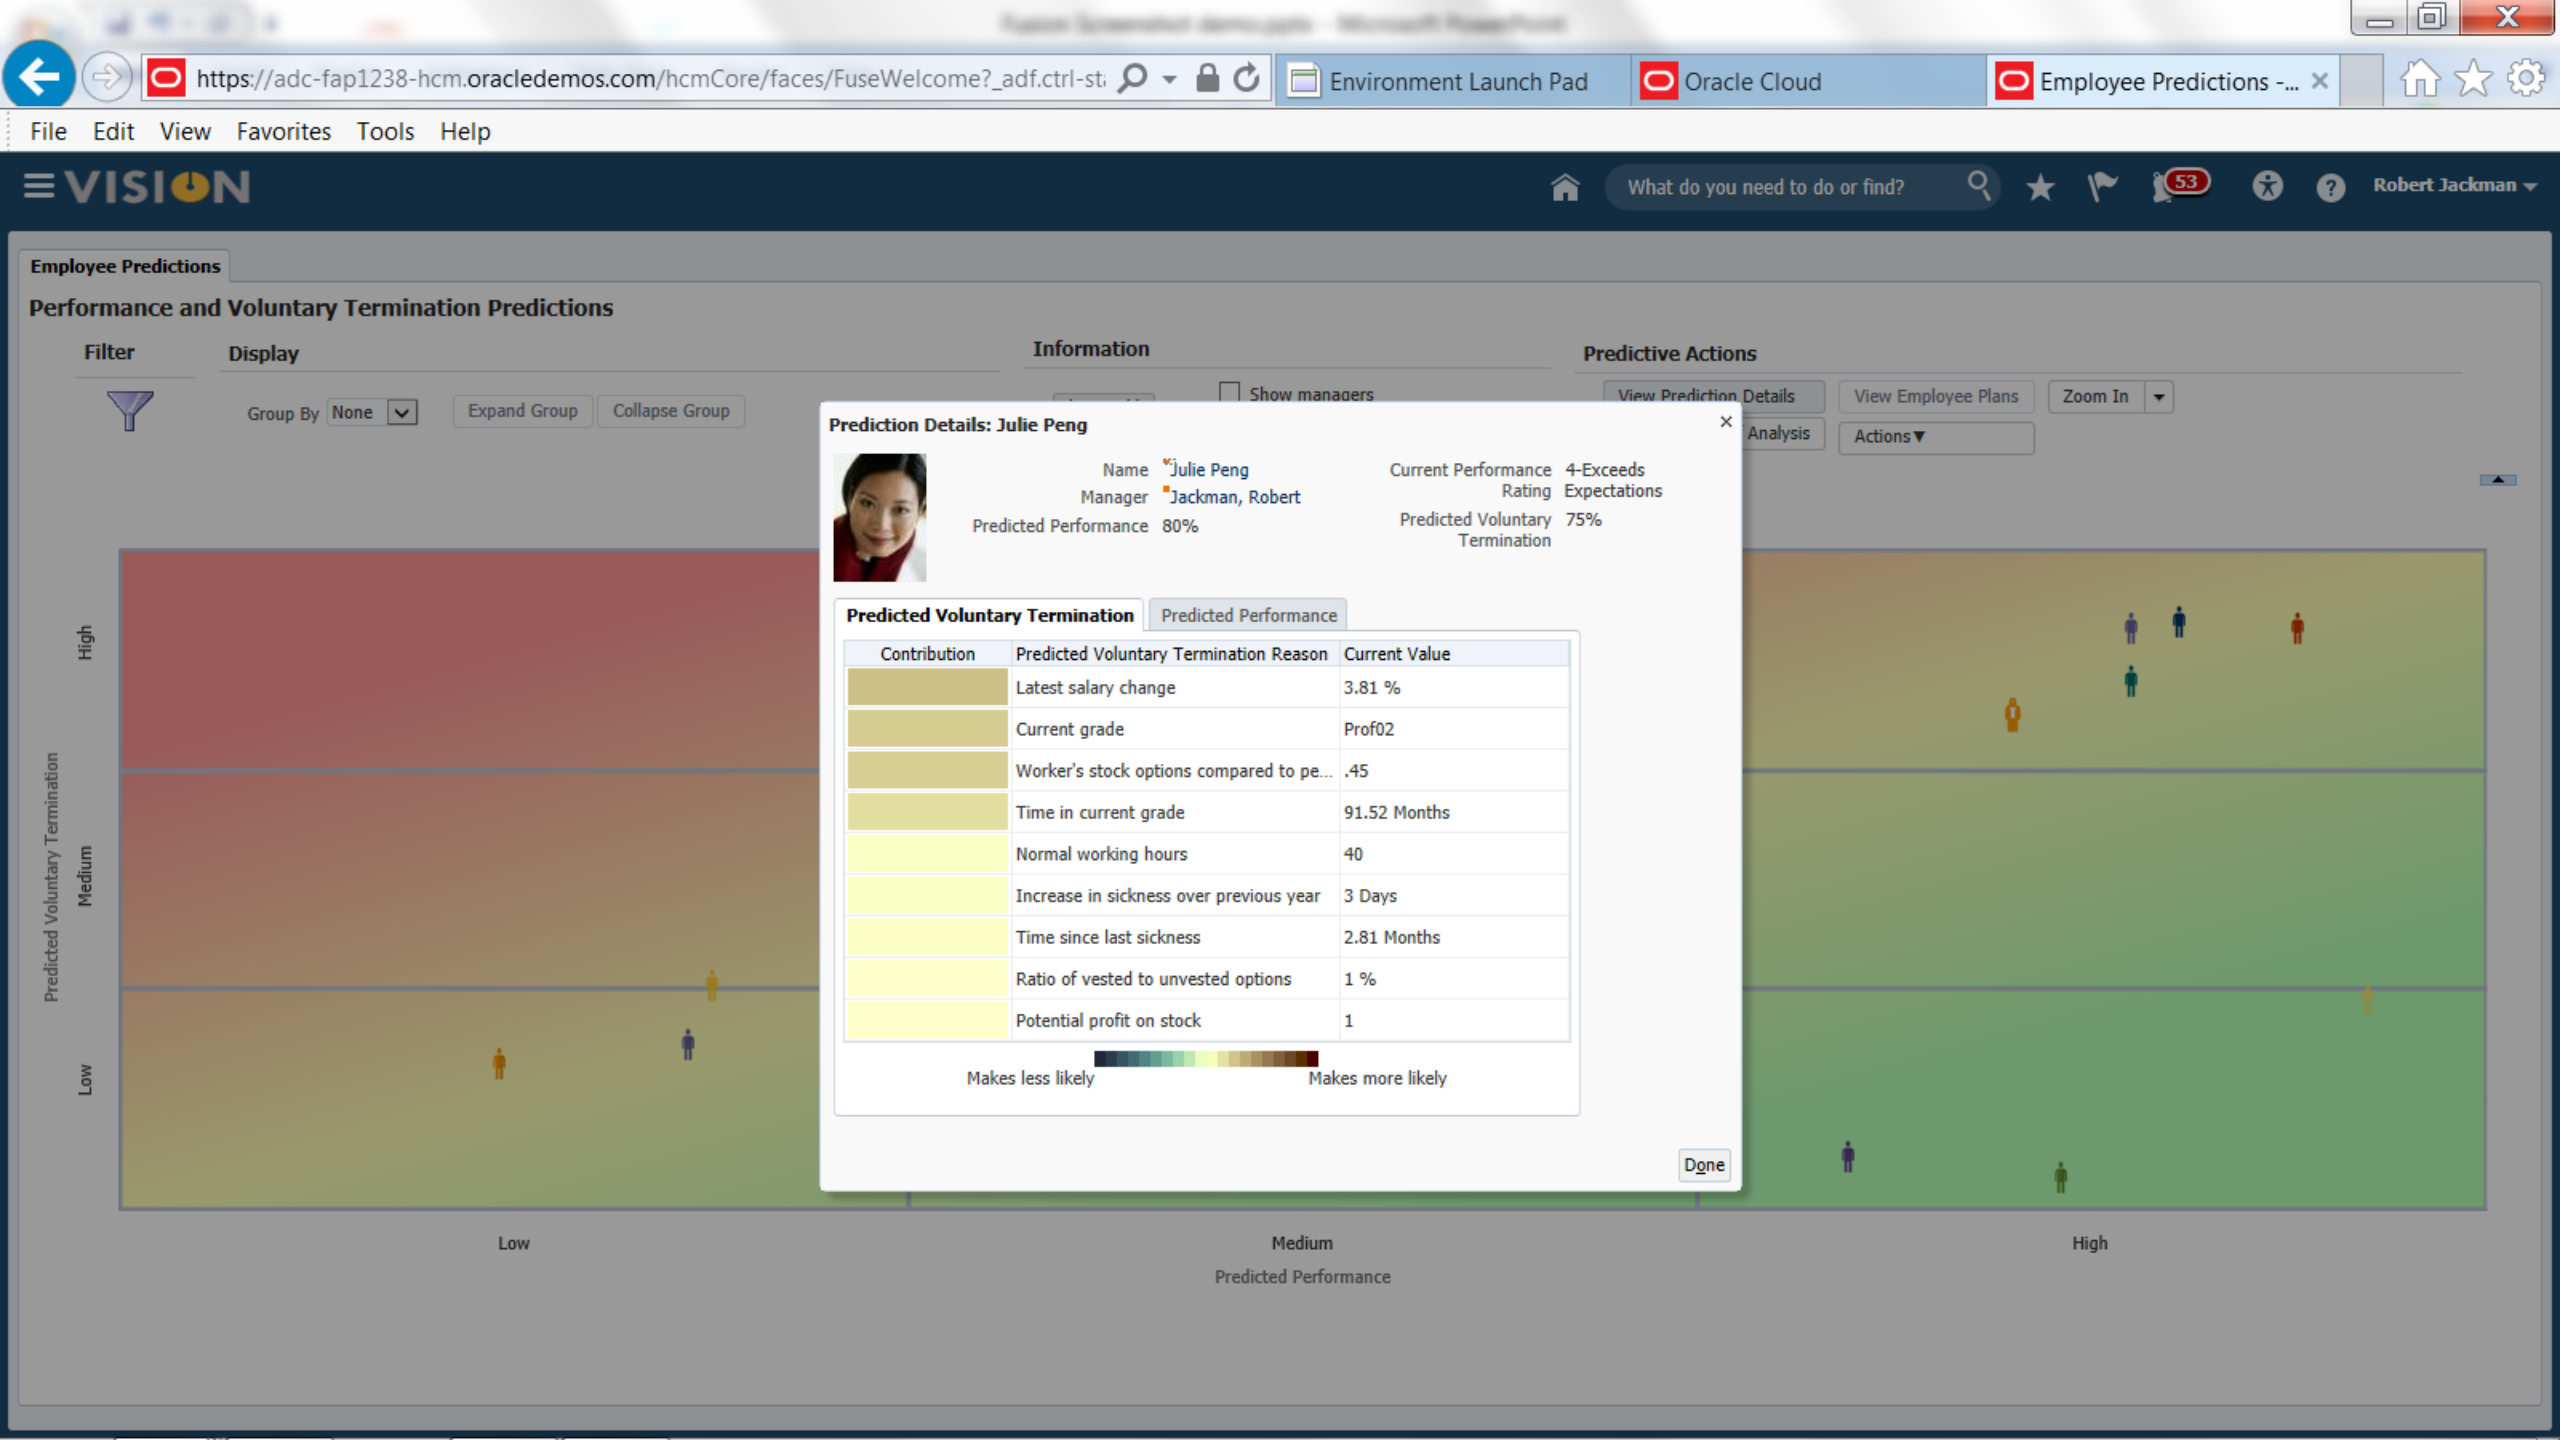 Fusion Screenshot demo.pptx - Microsoft PowerPoint
https://adc-fap1238-hcm.oracledemos.com/hcmCore/faces/FuseWelcome?_adf.ctrl-sta
Environment Launch Pad
Oracle Cloud
Employee Predictions -...
File Edit View Favorites Tools Help
VISION
What do you need to do or find?
53
Robert Jackman
Employee Predictions
Performance and Voluntary Termination Predictions
Filter
Display
Information
Predictive Actions
Group By None
Expand Group
Collapse Group
Show managers
View Prediction Details
View Employee Plans
Zoom In
Analysis
Actions▼
Prediction Details: Julie Peng
Name Julie Peng
Manager Jackman, Robert
Predicted Performance 80%
Current Performance Rating 4-Exceeds Expectations
Predicted Voluntary Termination 75%
Predicted Voluntary Termination
Predicted Performance
Contribution Predicted Voluntary Termination Reason Current Value
Latest salary change 3.81 %
Current grade Prof02
Worker's stock options compared to pe... .45
Time in current grade 91.52 Months
Normal working hours 40
Increase in sickness over previous year 3 Days
Time since last sickness 2.81 Months
Ratio of vested to unvested options 1 %
Potential profit on stock 1
Makes less likely Makes more likely
Done
Predicted Voluntary Termination
High
Medium
Low
Low Medium High
Predicted Performance